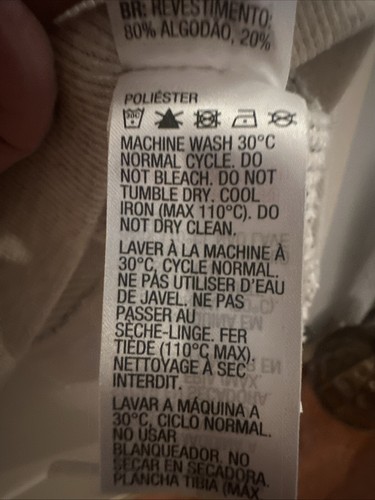 BR: REVESTIMENTO:
80% ALGODÃO, 20%
POLIÉSTER
30C
MACHINE WASH 30°C
NORMAL CYCLE. DO
NOT BLEACH. DO NOT
TUMBLE DRY. COOL
IRON (MAX 110°C). DO
NOT DRY CLEAN.
LAVER À LA MACHINE À
30°C, CYCLE NORMAL.
NE PAS UTILISER D'EAU
DE JAVEL. NE PAS
PASSER AU
SÈCHE-LINGE. FER
TIÈDE (110°C MAX).
NETTOYAGE À SEC
INTERDIT.
LAVAR A MÁQUINA A
30°C, CICLO NORMAL.
NO USAR
BLANQUEADOR. NO
SECAR EN SECADORA.
PLANCHA TIBIA (MAX